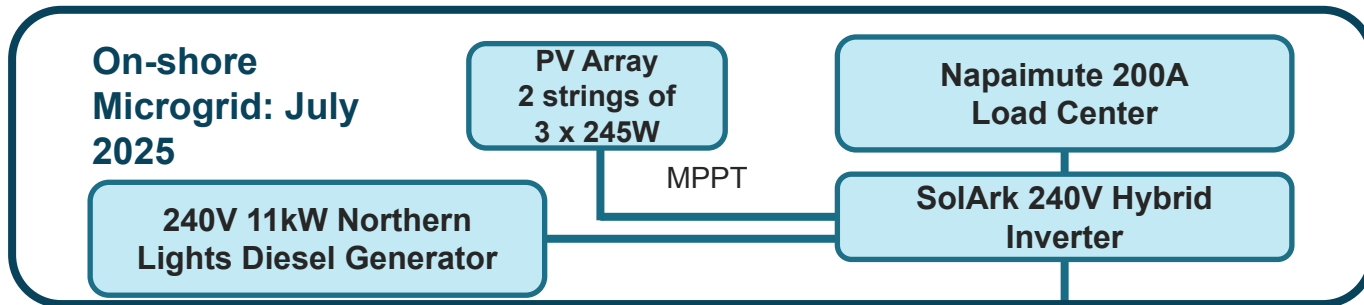 On-shore
Microgrid: July
2025
PV Array
2 strings of
3 x 245W
Napaimute 200A
Load Center
MPPT
240V 11kW Northern
Lights Diesel Generator
SolArk 240V Hybrid
Inverter